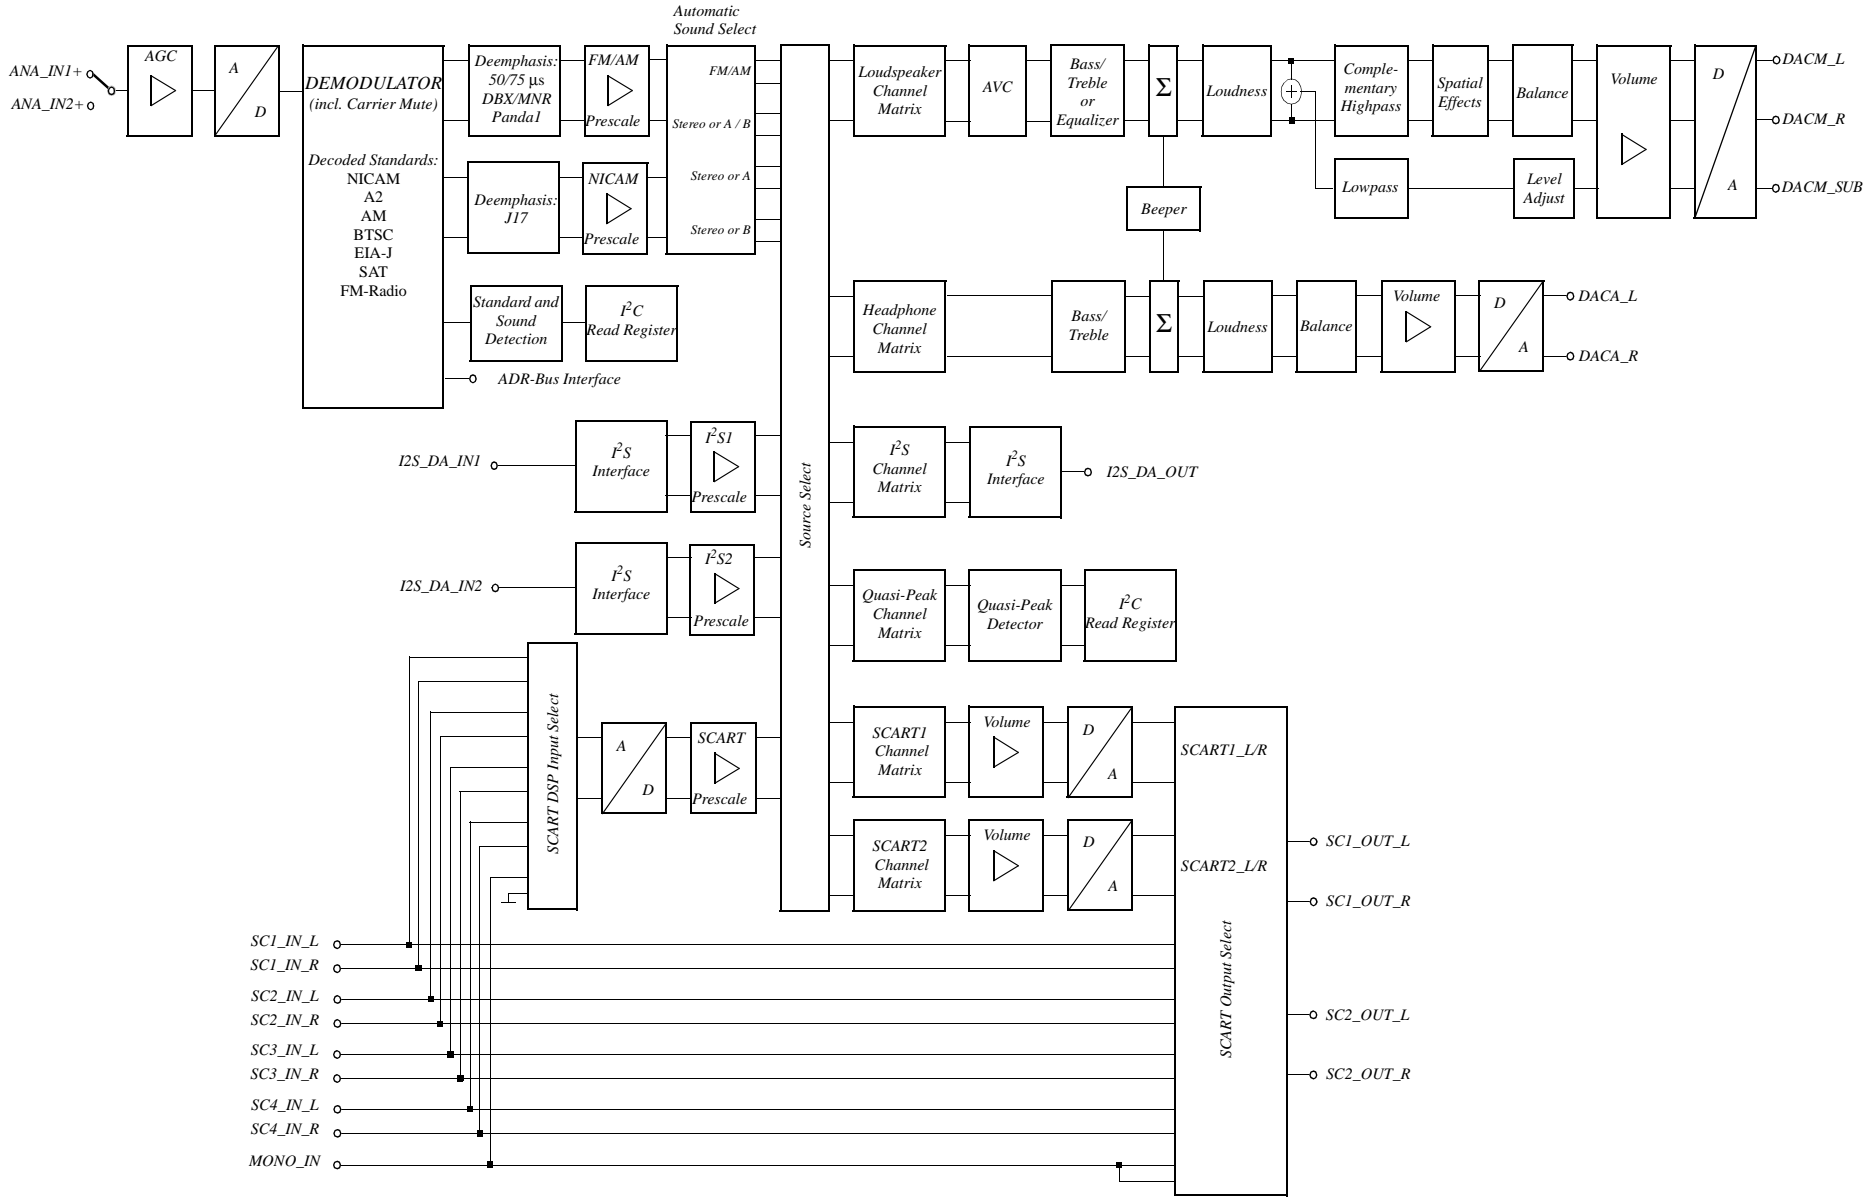 Automatic
Sound Select
ANA_IN1+
ANA_IN2+
AGC
A
D
DEMODULATOR
(incl. Carrier Mute)
Decoded Standards:
NICAM
A2
AM
BTSC
EIA-J
SAT
FM-Radio
Deemphasis:
50/75 µs
DBX/MNR
Panda1
FM/AM
Prescale
Deemphasis:
J17
NICAM
Prescale
FM/AM
Stereo or A / B
Stereo or A
Stereo or B
Standard and
Sound
Detection
I²C
Read Register
ADR-Bus Interface
I2S_DA_IN1
I²S
Interface
I²S1
Prescale
I2S_DA_IN2
I²S
Interface
I²S2
Prescale
SCART DSP Input Select
A
D
SCART
Prescale
Source Select
Loudspeaker
Channel
Matrix
AVC
Bass/
Treble
or
Equalizer
Σ
Loudness
Comple-
mentary
Highpass
Spatial
Effects
Balance
Volume
D
A
DACM_L
DACM_R
DACM_SUB
Lowpass
Level
Adjust
Beeper
Headphone
Channel
Matrix
Bass/
Treble
Σ
Loudness
Balance
Volume
D
A
DACA_L
DACA_R
I²S
Channel
Matrix
I²S
Interface
I2S_DA_OUT
Quasi-Peak
Channel
Matrix
Quasi-Peak
Detector
I²C
Read Register
SCART1
Channel
Matrix
Volume
D
A
SCART2
Channel
Matrix
Volume
D
A
SCART1_L/R
SCART2_L/R
SCART Output Select
SC1_OUT_L
SC1_OUT_R
SC2_OUT_L
SC2_OUT_R
SC1_IN_L
SC1_IN_R
SC2_IN_L
SC2_IN_R
SC3_IN_L
SC3_IN_R
SC4_IN_L
SC4_IN_R
MONO_IN